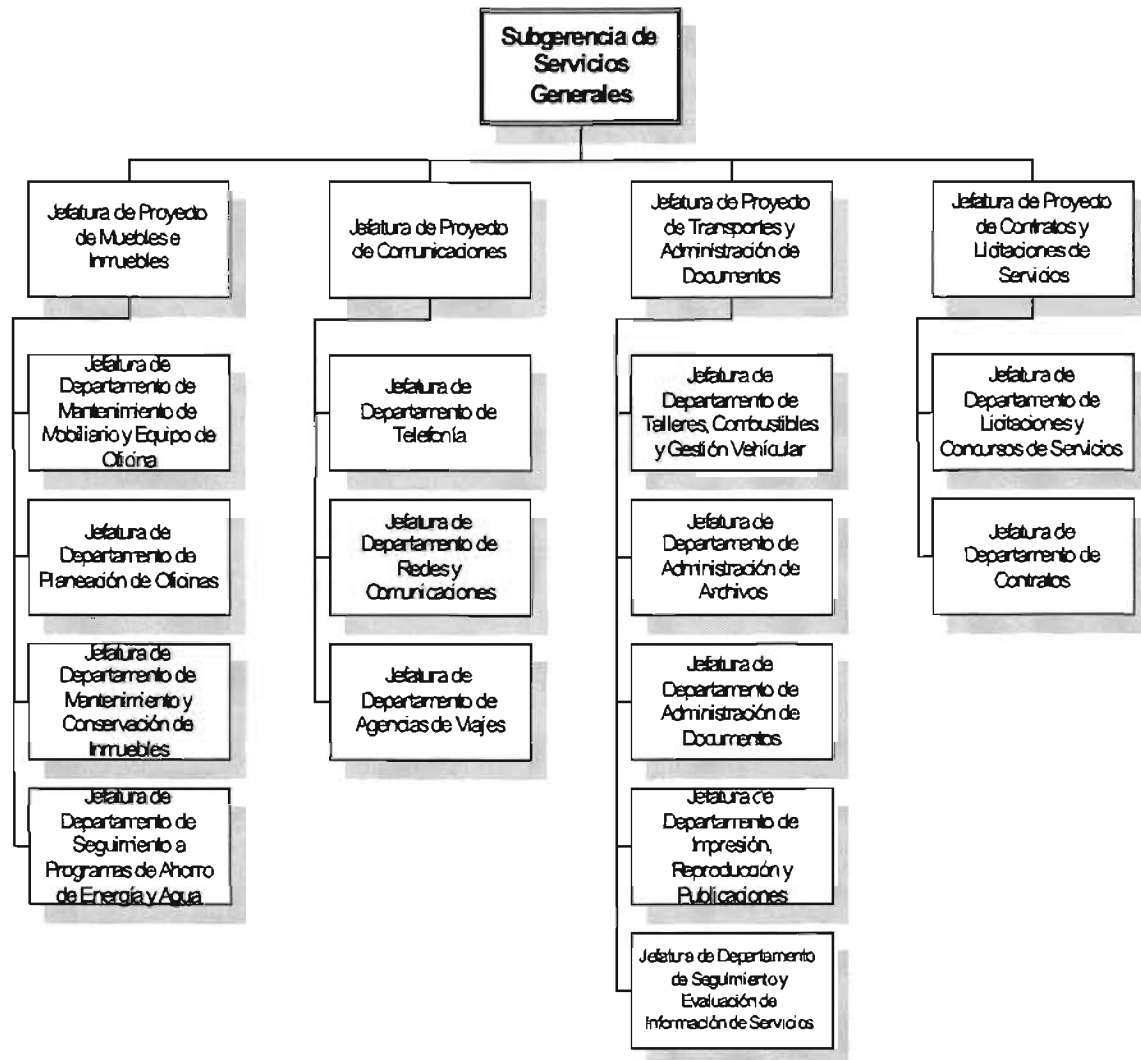 Subgerencia de
Servicios
Generales
Jefatura de Proyecto
de Muebles e
Inmuebles
Jefatura de Proyecto
de Comunicaciones
Jefatura de Proyecto
de Transportes y
Administración de
Documentos
Jefatura de Proyecto
de Contratos y
Licitaciones de
Servicios
Jefatura de
Departamento de
Mantenimiento de
Mobiliario y Equipo de
Oficina
Jefatura de
Departamento de
Planeación de Oficinas
Jefatura de
Departamento de
Mantenimiento y
Conservación de
Inmuebles
Jefatura de
Departamento de
Seguimiento a
Programas de Ahorro
de Energía y Agua
Jefatura de
Departamento de
Telefonía
Jefatura de
Departamento de
Redes y
Comunicaciones
Jefatura de
Departamento de
Agencias de Viajes
Jefatura de
Departamento de
Talleres, Combustibles
y Gestión Vehícular
Jefatura de
Departamento de
Administración de
Archivos
Jefatura de
Departamento de
Administración de
Documentos
Jefatura de
Departamento de
Impresión,
Reproducción y
Publicaciones
Jefatura de Departamento
de Seguimiento y
Evaluación de
Información de Servicios
Jefatura de
Departamento de
Licitaciones y
Concursos de Servicios
Jefatura de
Departamento de
Contratos